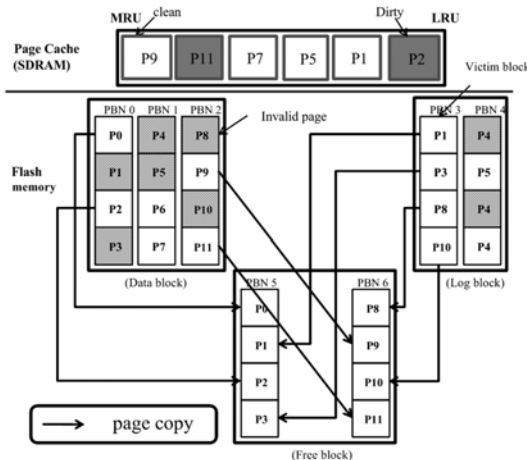 MRU
clean
Dirty
LRU
Page Cache
(SDRAM)
P9
P11
P7
P5
P1
P2
Victim block
PBN 0
PBN 1
PBN 2
Invalid page
PBN 3
PBN 4
Flash
memory
P0
P4
P8
P1
P5
P9
P2
P6
P10
P3
P7
P11
P1
P4
P3
P5
P8
P4
P10
P4
(Data block)
(Log block)
PBN 5
PBN 6
P0
P8
P1
P9
P2
P10
P3
P11
(Free block)
page copy